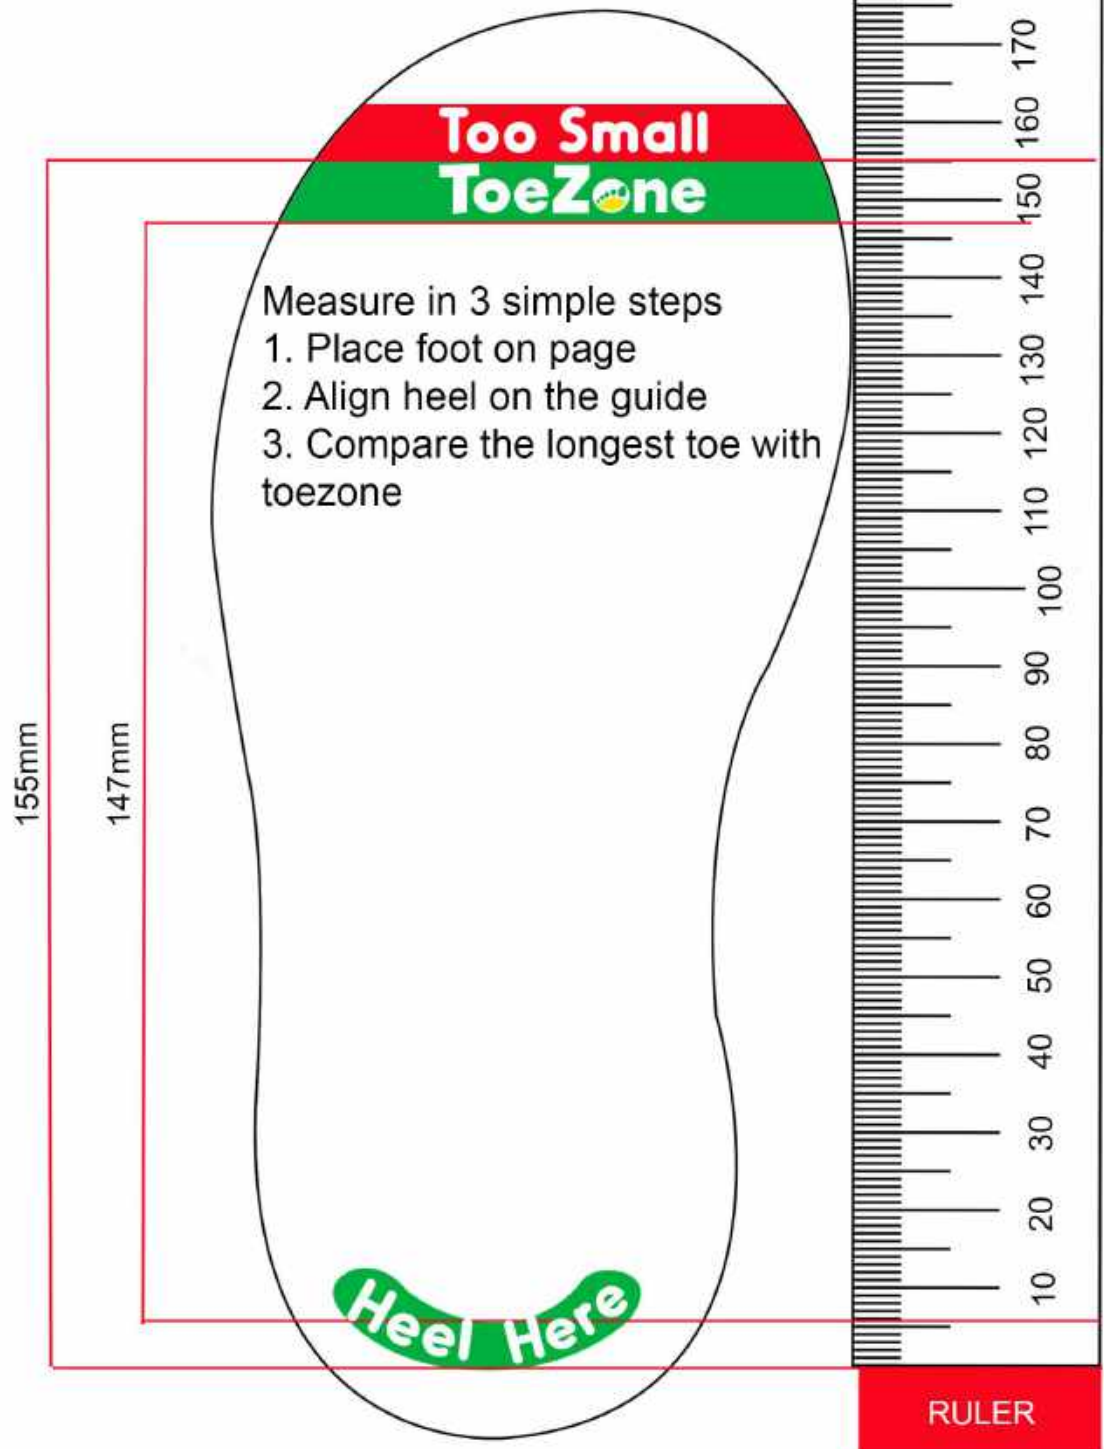 Too Small
ToeZone
Measure in 3 simple steps
1. Place foot on page
2. Align heel on the guide
3. Compare the longest toe with
toezone
155mm
147mm
Heel Here
170
160
150
140
130
120
110
100
90
80
70
60
50
40
30
20
10
RULER